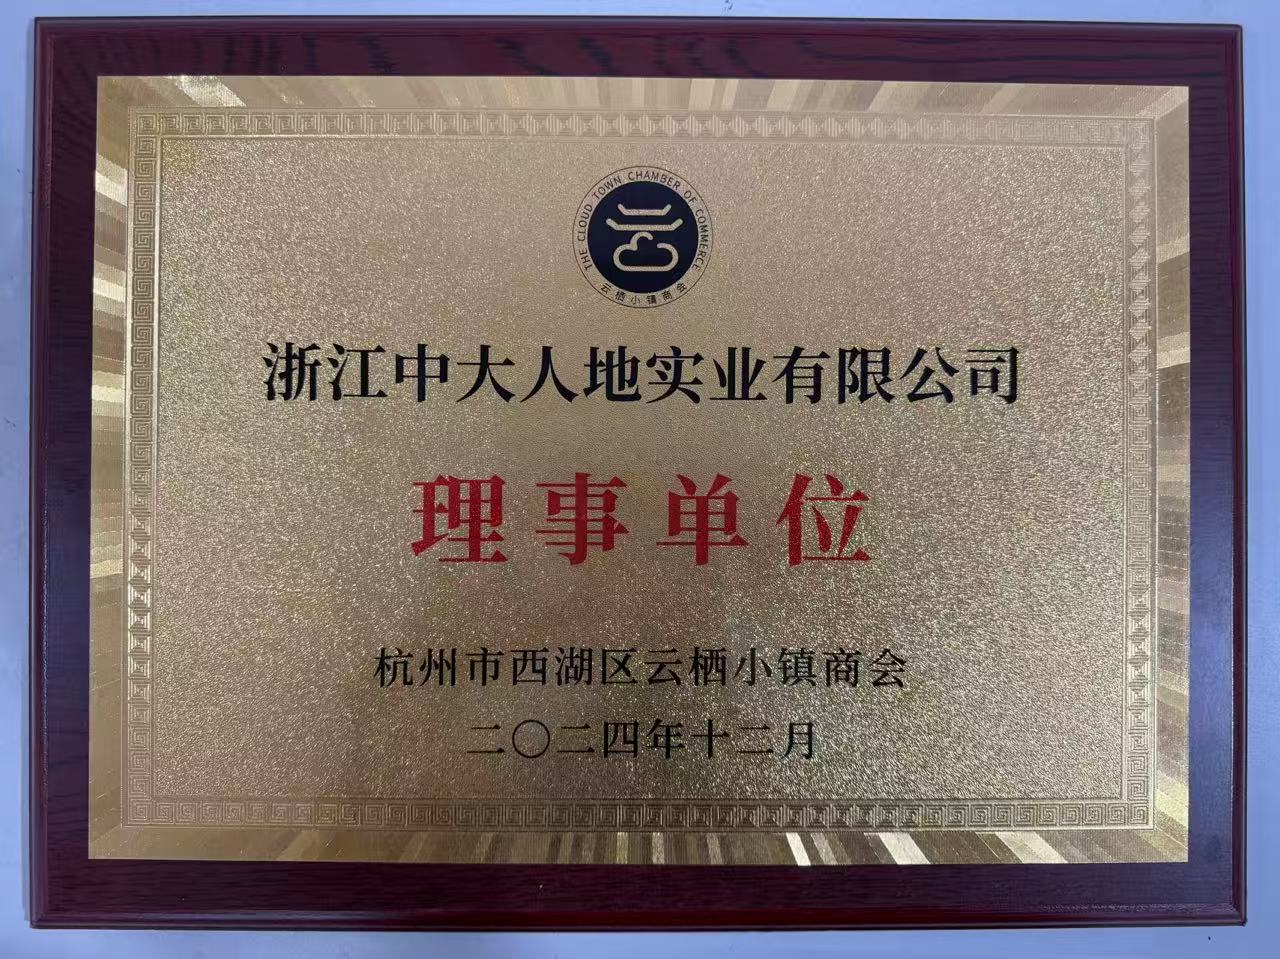 THE CLOUD TOWN CHAMBER OF COMMERCE
云栖小镇商会
浙江中大人地实业有限公司
理事单位
杭州市西湖区云栖小镇商会
二〇二四年十二月